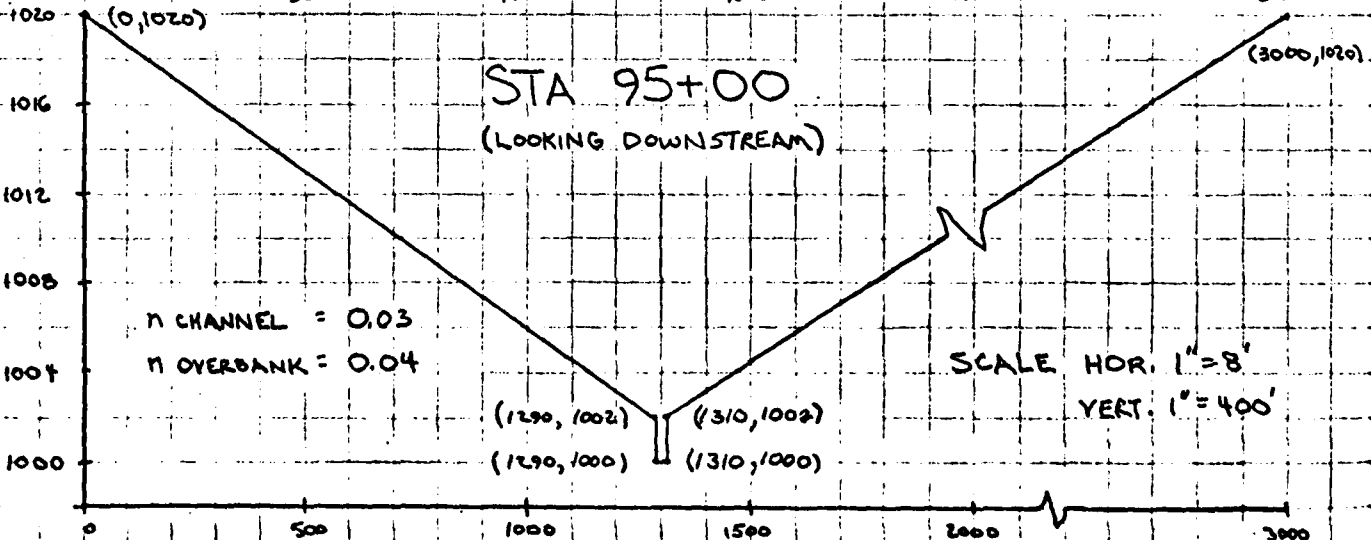 1020
(0,1020)
(3000,1020)
STA 95+00
1016
(LOOKING DOWNSTREAM)
1012
1008
n CHANNEL = 0.03
n OVERBANK = 0.04
1004
SCALE HOR. 1"=8'
VERT. 1"=400'
(1290, 1002) (1310, 1002)
1000
(1290, 1000) (1310, 1000)
0 500 1000 1500 2000 3000